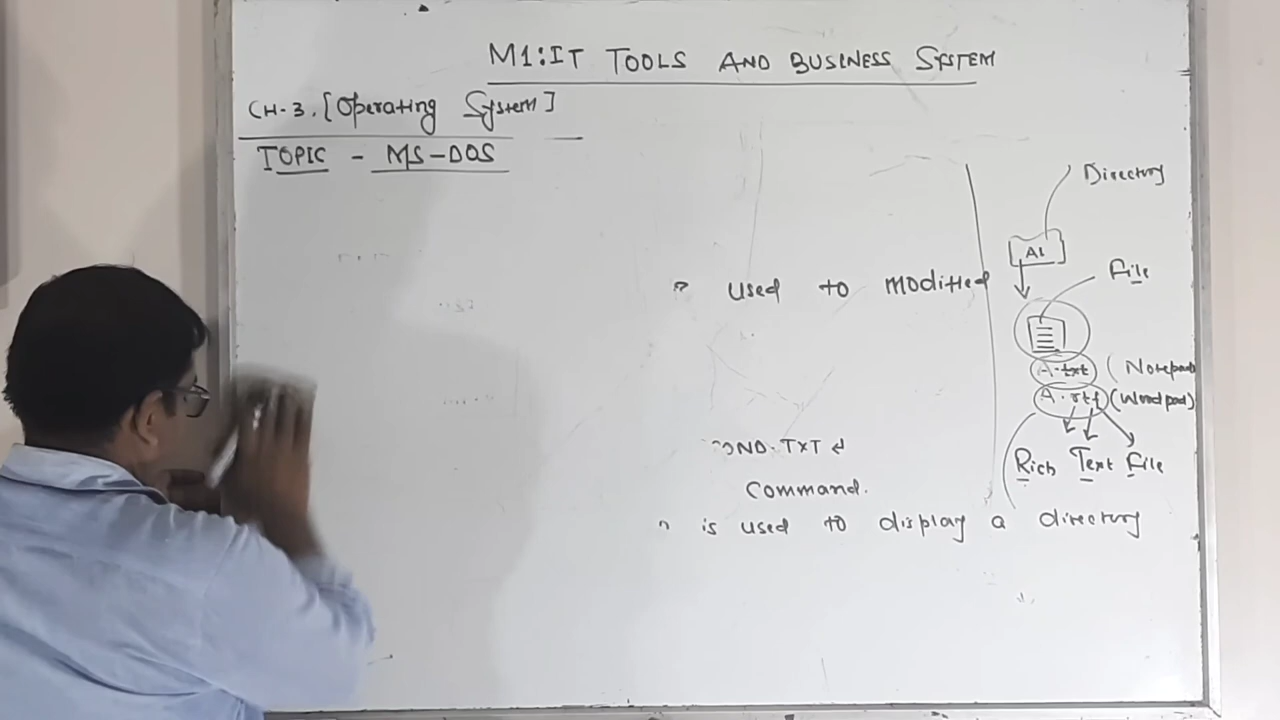 M1:IT TOOLS AND BUSINESS SYSTEM
CH-3. [Operating System]
TOPIC - MS-DOS
Directory
A1
File
used to modified
A.txt (Notepad
A.rtf (Wordpad)
Rich Text File
OND.TXT ↲
Command.
is used to display a directory